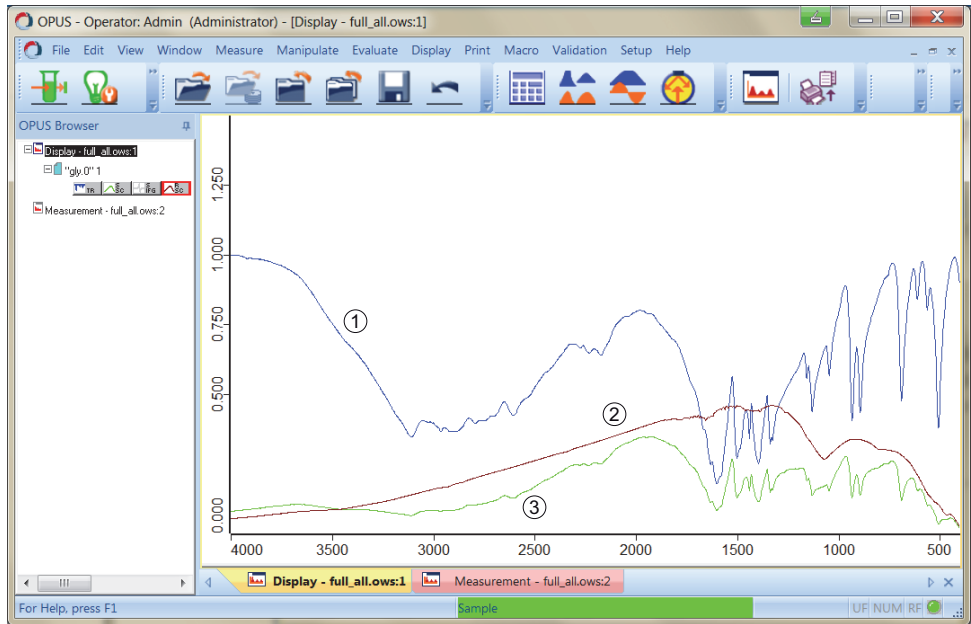 OPUS - Operator: Admin (Administrator) - [Display - full_all.ows:1]
File Edit View Window Measure Manipulate Evaluate Display Print Macro Validation Setup Help
OPUS Browser
Display - full_all.ows:1
"gly.0" 1
TR SC IFG SC
Measurement - full_all.ows:2
1.250
1.000
0.750
0.500
0.000
1
2
3
4000 3500 3000 2500 2000 1500 1000 500
Display - full_all.ows:1 Measurement - full_all.ows:2
For Help, press F1 Sample UF NUM RF